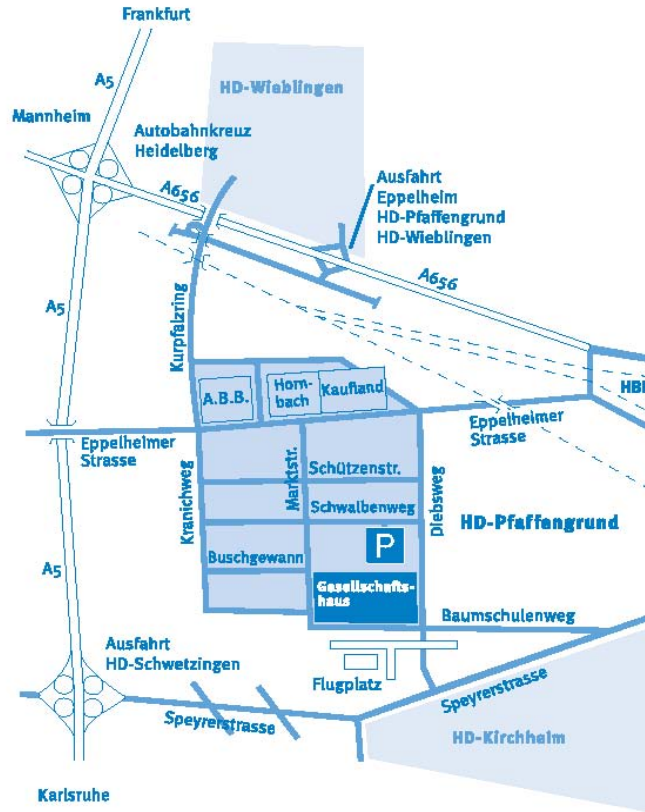 Frankfurt
A5
HD-Wieblingen
Mannheim
Autobahnkreuz
Heidelberg
A656
Ausfahrt
Eppelheim
HD-Pfaffengrund
HD-Wieblingen
A656
A5
Kurpfalzring
A.B.B.
Horn-
bach
Kaufland
HBF
Eppelheimer
Strasse
Eppelheimer
Strasse
Kranichweg
Marktstr.
Schützenstr.
Diebsweg
Schwalbenweg
HD-Pfaffengrund
P
Buschgewann
A5
Gesellschafts-
haus
Baumschulenweg
Ausfahrt
HD-Schwetzingen
Flugplatz
Speyrerstrasse
Speyrerstrasse
HD-Kirchheim
Karlsruhe